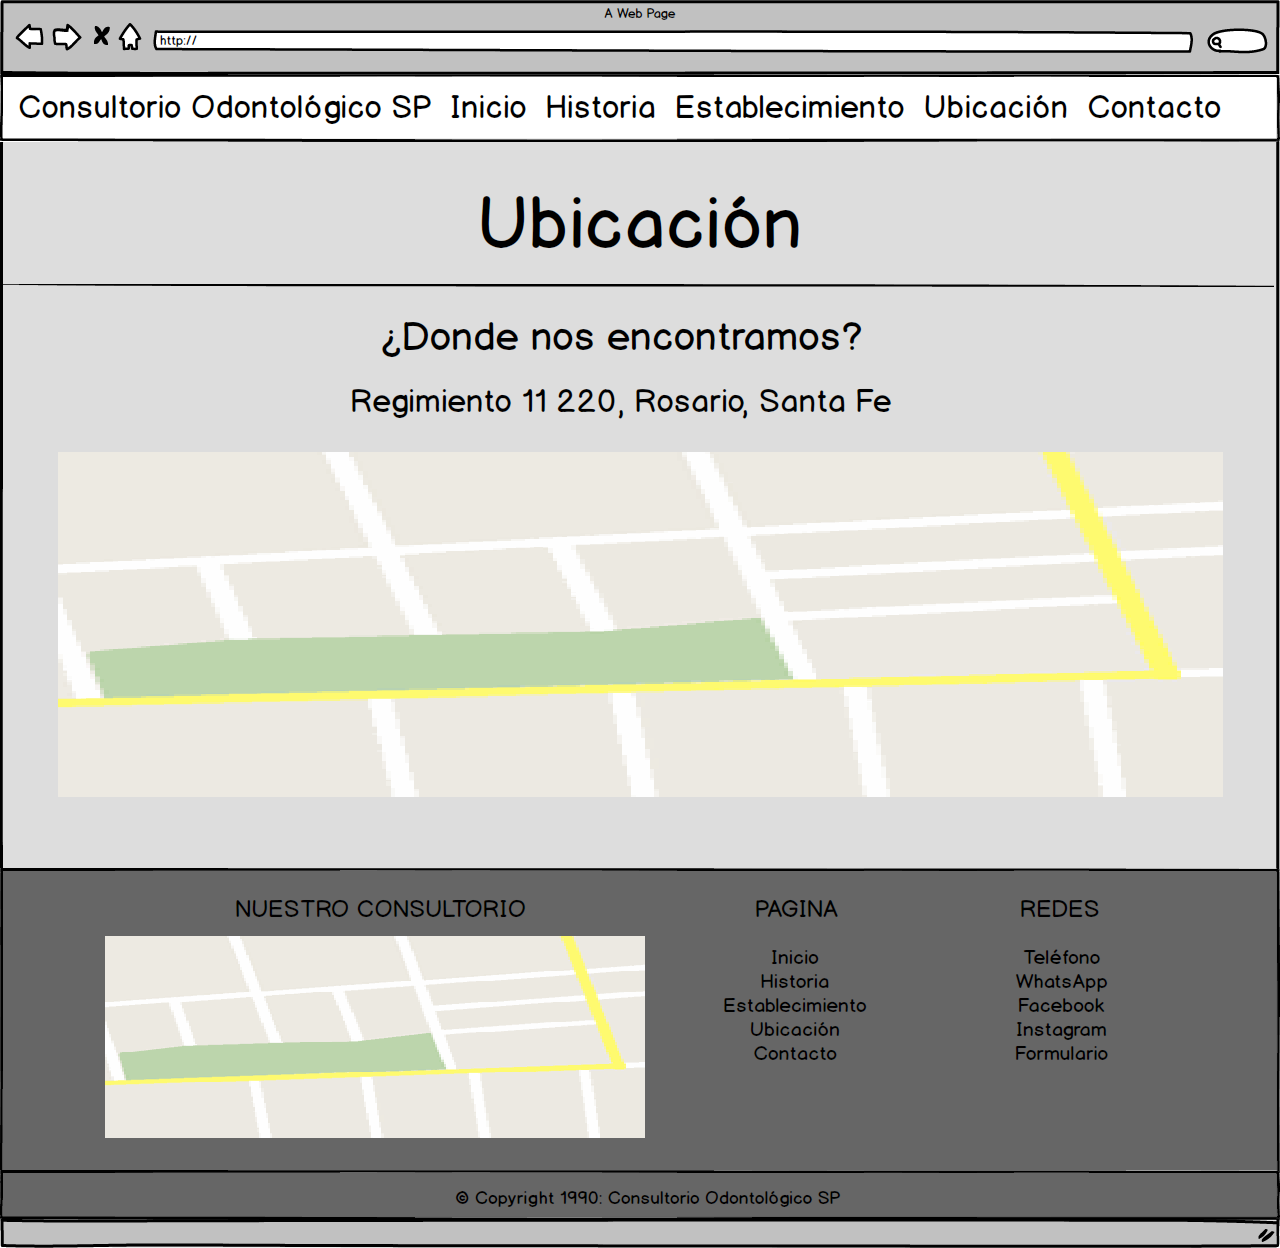 A Web Page
http://
Consultorio Odontológico SP Inicio Historia Establecimiento Ubicación Contacto
Ubicación
¿Donde nos encontramos?
Regimiento 11 220, Rosario, Santa Fe
NUESTRO CONSULTORIO
PAGINA
Inicio
Historia
Establecimiento
Ubicación
Contacto
REDES
Teléfono
WhatsApp
Facebook
Instagram
Formulario
© Copyright 1990: Consultorio Odontológico SP